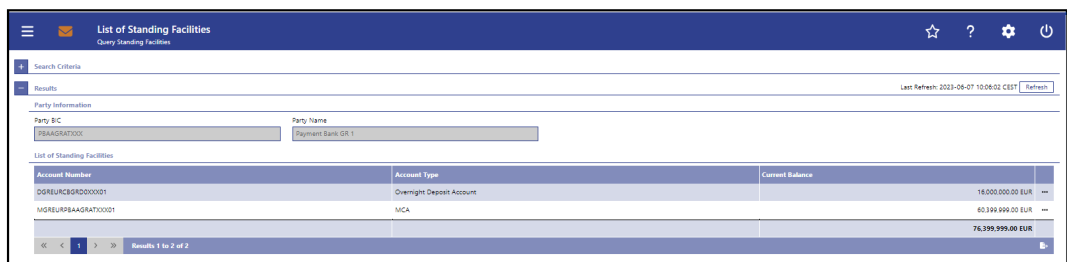 List of Standing Facilities
Query Standing Facilities
Search Criteria
Results Last Refresh: 2023-06-07 10:06:02 CEST Refresh
Party Information
Party BIC Party Name
PBAAGRATXXX Payment Bank GR 1
List of Standing Facilities
Account Number Account Type Current Balance
DGREURCBGRD0XXX01 Overnight Deposit Account 16,000,000.00 EUR
MGREURPBAAGRATXXX01 MCA 60,399,999.00 EUR
76,399,999.00 EUR
« < 1 > » Results 1 to 2 of 2